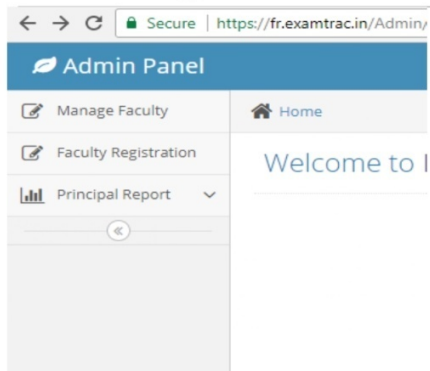 Secure | https://fr.examtrac.in/Admin/
Admin Panel
Manage Faculty
Home
Faculty Registration
Welcome to
Principal Report